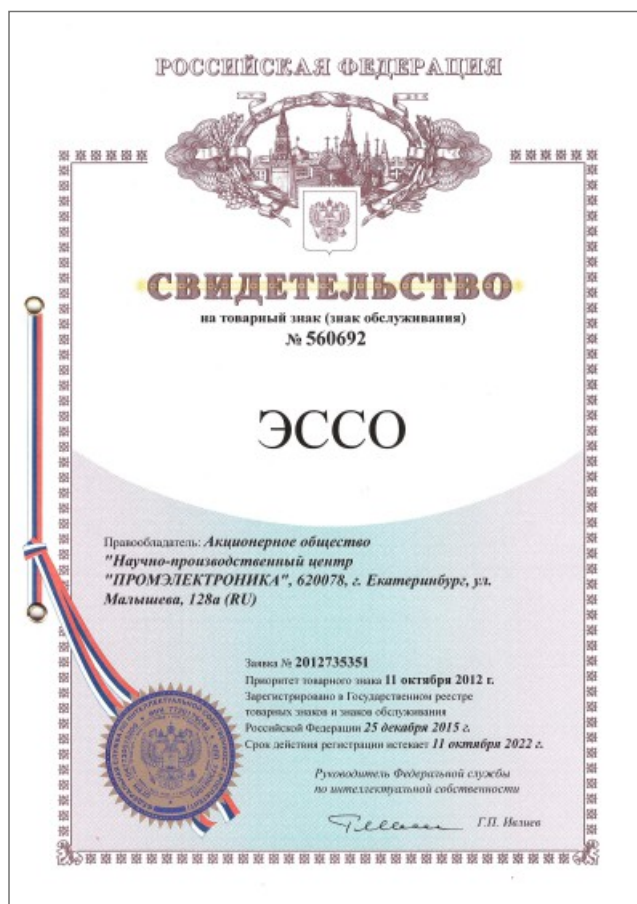 РОССИЙСКАЯ ФЕДЕРАЦИЯ
СВИДЕТЕЛЬСТВО
на товарный знак (знак обслуживания)
№ 560692
ЭССО
Правообладатель: Акционерное общество
"Научно-производственный центр
"ПРОМЭЛЕКТРОНИКА", 620078, г. Екатеринбург, ул.
Малышева, 128а (RU)
Заявка № 2012735351
Приоритет товарного знака 11 октября 2012 г.
Зарегистрировано в Государственном реестре
товарных знаков и знаков обслуживания
Российской Федерации 25 декабря 2015 г.
Срок действия регистрации истекает 11 октября 2022 г.
Руководитель Федеральной службы
по интеллектуальной собственности
Г.П. Ивлиев